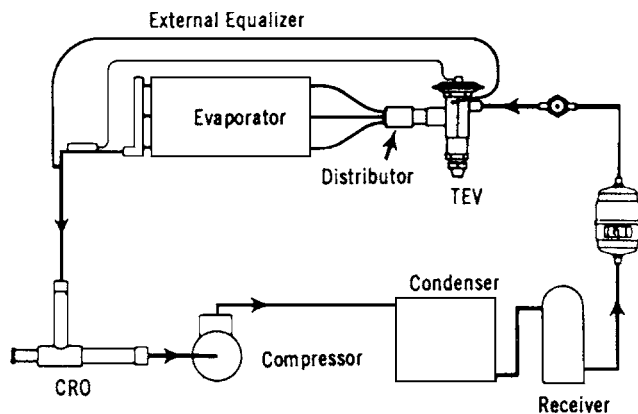 External Equalizer
Evaporator
Distributor
TEV
Condenser
Compressor
CRO
Receiver